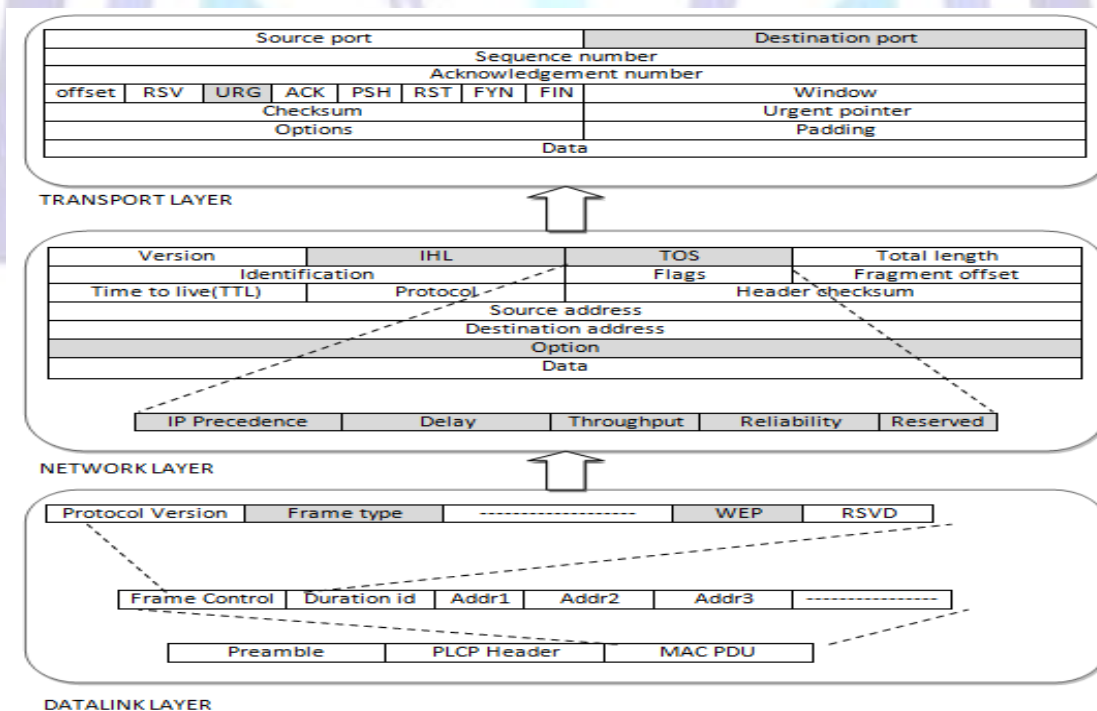 Source port Destination port
Sequence number
Acknowledgement number
offset RSV URG ACK PSH RST FYN FIN Window
Checksum Urgent pointer
Options Padding
Data
TRANSPORT LAYER
Version IHL TOS Total length
Identification Flags Fragment offset
Time to live(TTL) Protocol Header checksum
Source address
Destination address
Option
Data
IP Precedence Delay Throughput Reliability Reserved
NETWORK LAYER
Protocol Version Frame type -------------------- WEP RSVD
Frame Control Duration id Addr1 Addr2 Addr3 ----------------
Preamble PLCP Header MAC PDU
DATALINK LAYER